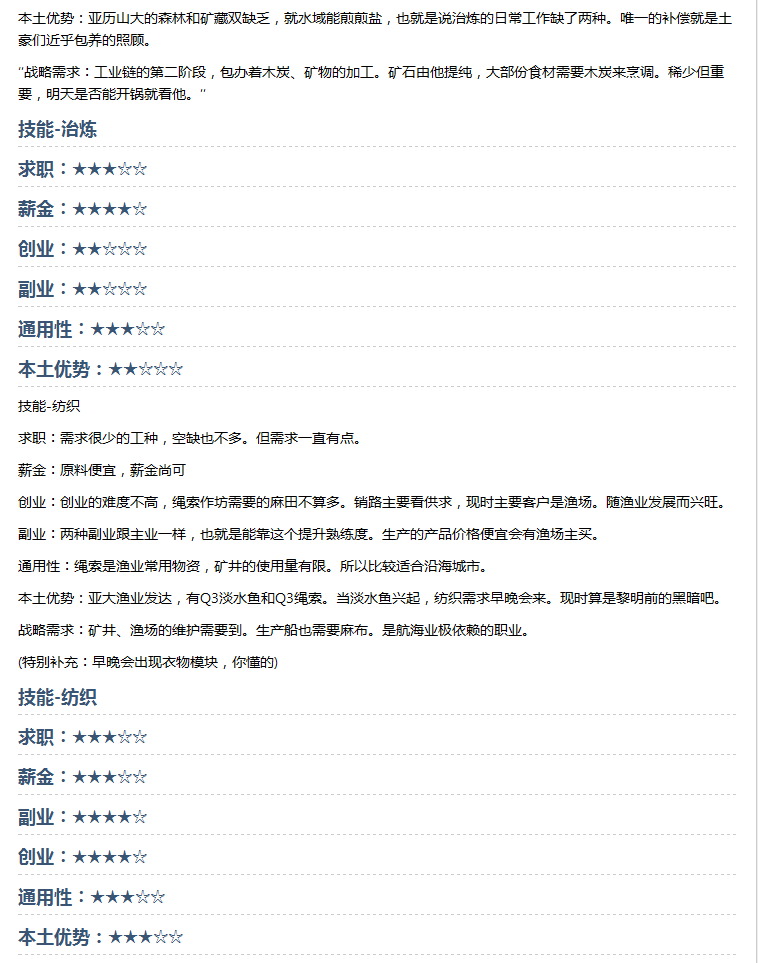 本土优势：亚历山大的森林和矿藏双缺乏，就水域能煎煎盐，也就是说治炼的日常工作缺了两种。唯一的补偿就是土
豪们近乎包养的照顾。
“战略需求：工业链的第二阶段，包办着木炭、矿物的加工。矿石由他提纯，大部份食材需要木炭来烹调。稀少但重
要，明天是否能开锅就看他。“
技能-治炼
求职：★★★☆☆
薪金：★★★★☆
创业：★★☆☆☆
副业：★★☆☆☆
通用性：★★★☆☆
本土优势：★★☆☆☆
技能-纺织
求职：需求很少的工种，空缺也不多。但需求一直有点。
薪金：原料便宜，薪金尚可
创业：创业的难度不高，绳索作坊需要的麻田不算多。销路主要看供求，现时主要客户是渔场。随渔业发展而兴旺。
副业：两种副业跟主业一样，也就是能靠这个提升熟练度。生产的产品价格便宜会有渔场主买。
通用性：绳索是渔业常用物资，矿井的使用量有限。所以比较适合沿海城市。
本土优势：亚大渔业发达，有Q3淡水鱼和Q3绳索。当淡水鱼兴起，纺织需求早晚会来。现时算是黎明前的黑暗吧。
战略需求：矿井、渔场的维护需要到。生产船也需要麻布。是航海业极依赖的职业。
(特别补充：早晚会出现衣物模块，你懂的)
技能-纺织
求职：★★★☆☆
薪金：★★★☆☆
副业：★★★★☆
创业：★★★★☆
通用性：★★★☆☆
本土优势：★★★☆☆